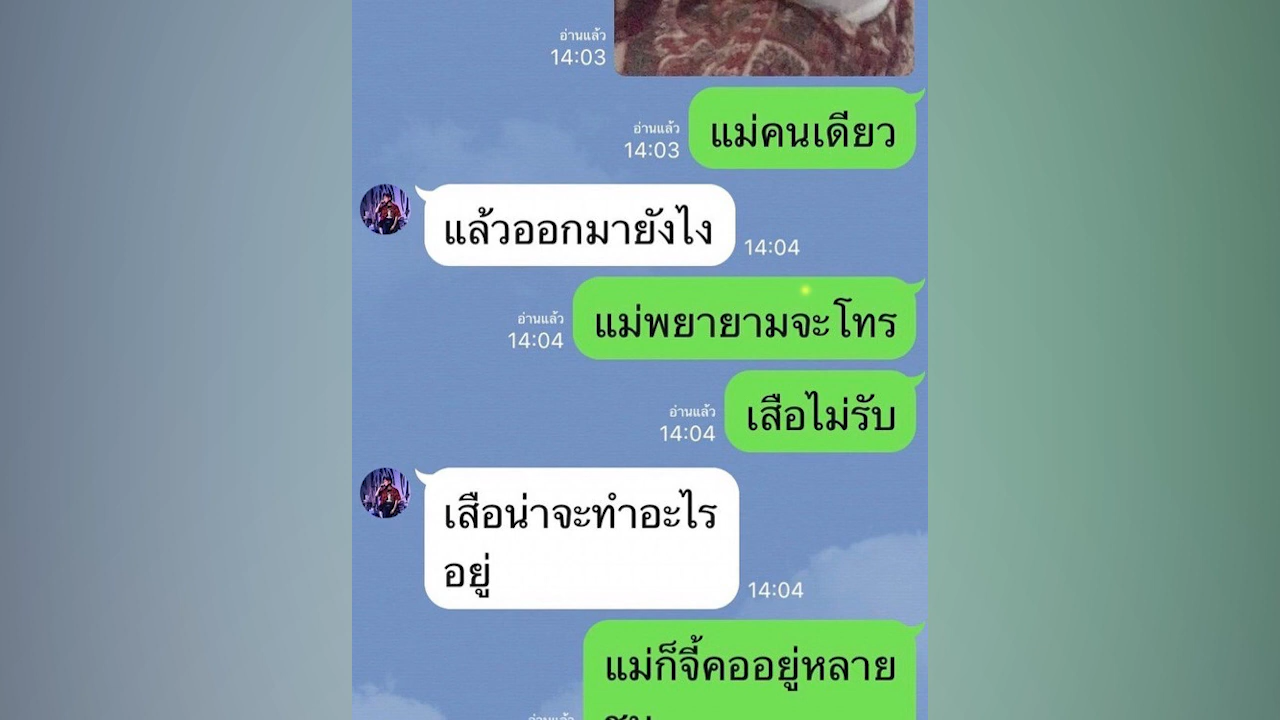 อ่านแล้ว
14:03
แม่คนเดียว
อ่านแล้ว
14:03
แล้วออกมายังไง
14:04
แม่พยายามจะโทร
อ่านแล้ว
14:04
เสือไม่รับ
อ่านแล้ว
14:04
เสือน่าจะทำอะไร
อยู่
14:04
แม่ก็จี้คออยู่หลาย